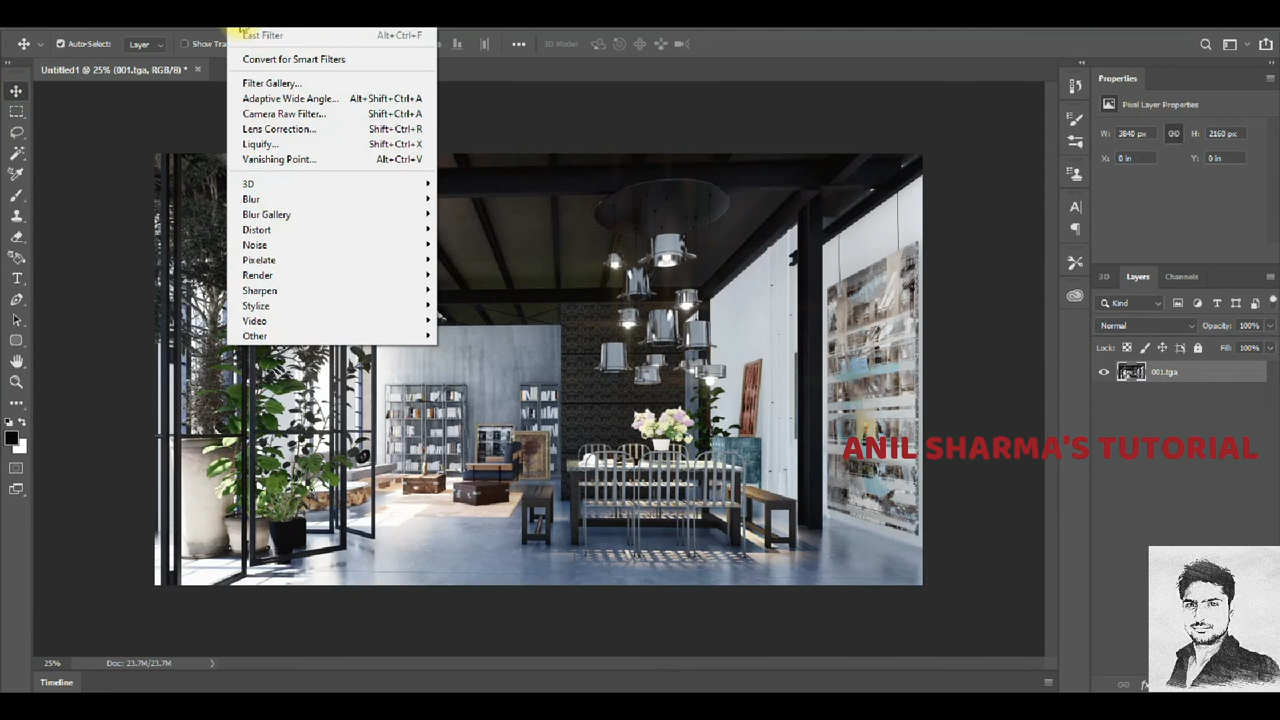 Last Filter Alt+Ctrl+F
Auto-Select: Layer Show Tra 3D Mode:
Untitled1 @ 25% (001.tga, RGB/8) *
Convert for Smart Filters
Filter Gallery...
Adaptive Wide Angle... Alt+Shift+Ctrl+A
Camera Raw Filter... Shift+Ctrl+A
Lens Correction... Shift+Ctrl+R
Liquify... Shift+Ctrl+X
Vanishing Point... Alt+Ctrl+V
3D
Blur
Blur Gallery
Distort
Noise
Pixelate
Render
Sharpen
Stylize
Video
Other
Properties
Pixel Layer Properties
W: 3840 px H: 2160 px
X: 0 in Y: 0 in
3D Layers Channels
Kind
Normal Opacity: 100%
Lock: Fill: 100%
001.tga
ANIL SHARMA'S TUTORIAL
25% Doc: 23.7M/23.7M
Timeline